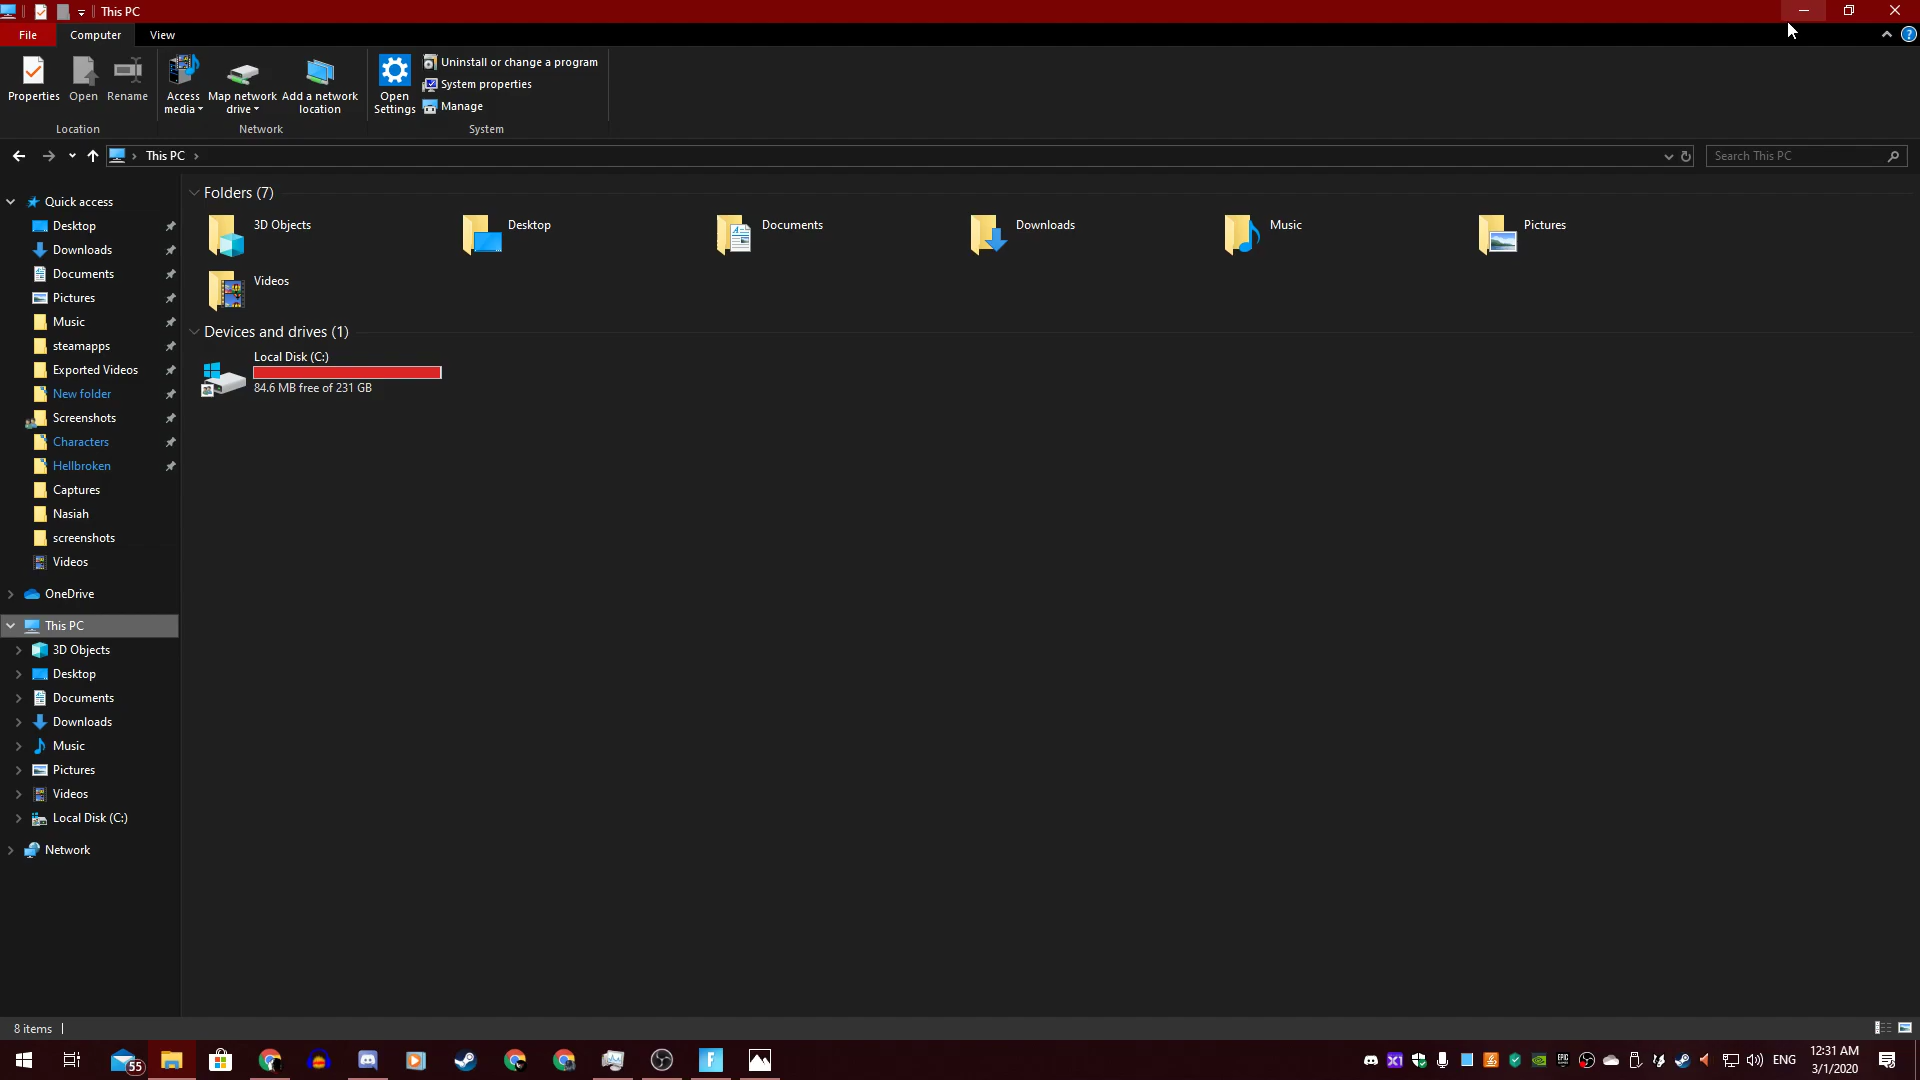 This PC
File
Computer
View
Properties
Open
Rename
Access media
Map network drive
Add a network location
Open Settings
Uninstall or change a program
System properties
Manage
Location
Network
System
This PC
Search This PC
Quick access
Desktop
Downloads
Documents
Pictures
Music
steamapps
Exported Videos
New folder
Screenshots
Characters
Hellbroken
Captures
Nasiah
screenshots
Videos
OneDrive
This PC
3D Objects
Desktop
Documents
Downloads
Music
Pictures
Videos
Local Disk (C:)
Network
Folders (7)
3D Objects
Desktop
Documents
Downloads
Music
Pictures
Videos
Devices and drives (1)
Local Disk (C:)
84.6 MB free of 231 GB
8 items
55
ENG
12:31 AM
3/1/2020